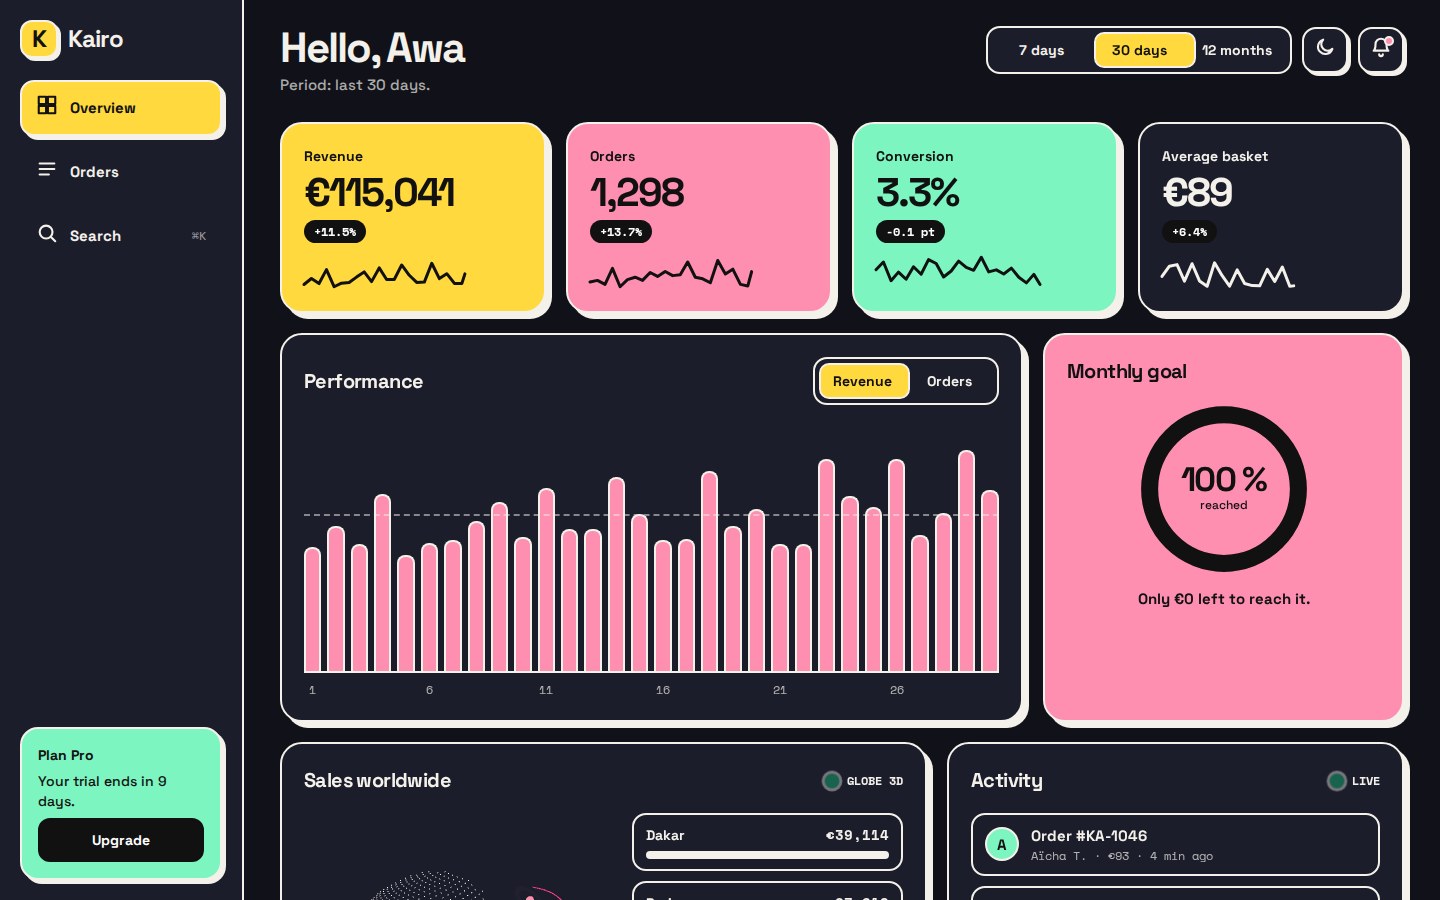 K Kairo
Overview
Orders
Search ⌘K
Plan Pro
Your trial ends in 9
days.
Upgrade
Hello, Awa
Period: last 30 days.
7 days 30 days 12 months
Revenue
€115,041
+11.5%
Orders
1,298
+13.7%
Conversion
3.3%
-0.1 pt
Average basket
€89
+6.4%
Performance
Revenue Orders
1 6 11 16 21 26
Monthly goal
100 %
reached
Only €0 left to reach it.
Sales worldwide
GLOBE 3D
Dakar €39,114
Activity
LIVE
A
Order #KA-1046
Aïcha T. · €93 · 4 min ago